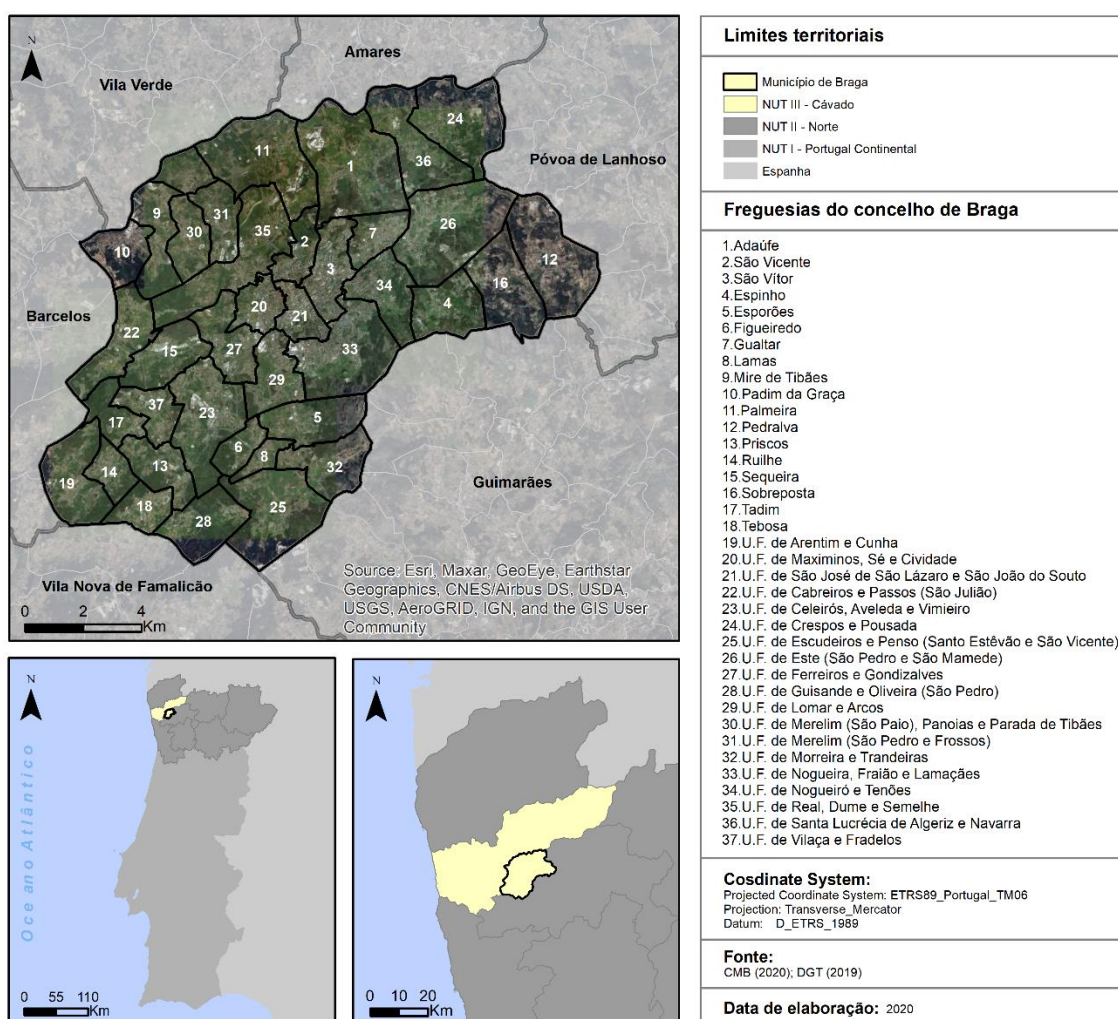 N
Amares
Vila Verde
24
11
36
1
Póvoa de Lanhoso
9
31
30
26
35
7
2
10
12
3
16
34
4
20
Barcelos
21
22
33
15
27
29
37
23
5
17
6
8
32
13
14
19
Guimarães
18
25
28
Vila Nova de Famalicão
Source: Esri, Maxar, GeoEye, Earthstar
Geographics, CNES/Airbus DS, USDA,
USGS, AeroGRID, IGN, and the GIS User
Community
0 2 4
Km
N
Oceano Atlântico
0 55 110
Km
N
0 10 20
Km
Limites territoriais
Município de Braga
NUT III - Cávado
NUT II - Norte
NUT I - Portugal Continental
Espanha
Freguesias do concelho de Braga
1.Adaúfe
2.São Vicente
3.São Vítor
4.Espinho
5.Esporões
6.Figueiredo
7.Gualtar
8.Lamas
9.Mire de Tibães
10.Padim da Graça
11.Palmeira
12.Pedralva
13.Priscos
14.Ruilhe
15.Sequeira
16.Sobreposta
17.Tadim
18.Tebosa
19.U.F. de Arentim e Cunha
20.U.F. de Maximinos, Sé e Cividade
21.U.F. de São José de São Lázaro e São João do Souto
22.U.F. de Cabreiros e Passos (São Julião)
23.U.F. de Celeirós, Aveleda e Vimieiro
24.U.F. de Crespos e Pousada
25.U.F. de Escudeiros e Penso (Santo Estêvão e São Vicente)
26.U.F. de Este (São Pedro e São Mamede)
27.U.F. de Ferreiros e Gondizalves
28.U.F. de Guisande e Oliveira (São Pedro)
29.U.F. de Lomar e Arcos
30.U.F. de Merelim (São Paio), Panoias e Parada de Tibães
31.U.F. de Merelim (São Pedro e Frossos)
32.U.F. de Morreira e Trandeiras
33.U.F. de Nogueira, Fraião e Lamaçães
34.U.F. de Nogueiró e Tenões
35.U.F. de Real, Dume e Semelhe
36.U.F. de Santa Lucrécia de Algeriz e Navarra
37.U.F. de Vilaça e Fradelos
Cosdinate System:
Projected Coordinate System: ETRS89_Portugal_TM06
Projection: Transverse_Mercator
Datum: D_ETRS_1989
Fonte:
CMB (2020); DGT (2019)
Data de elaboração: 2020